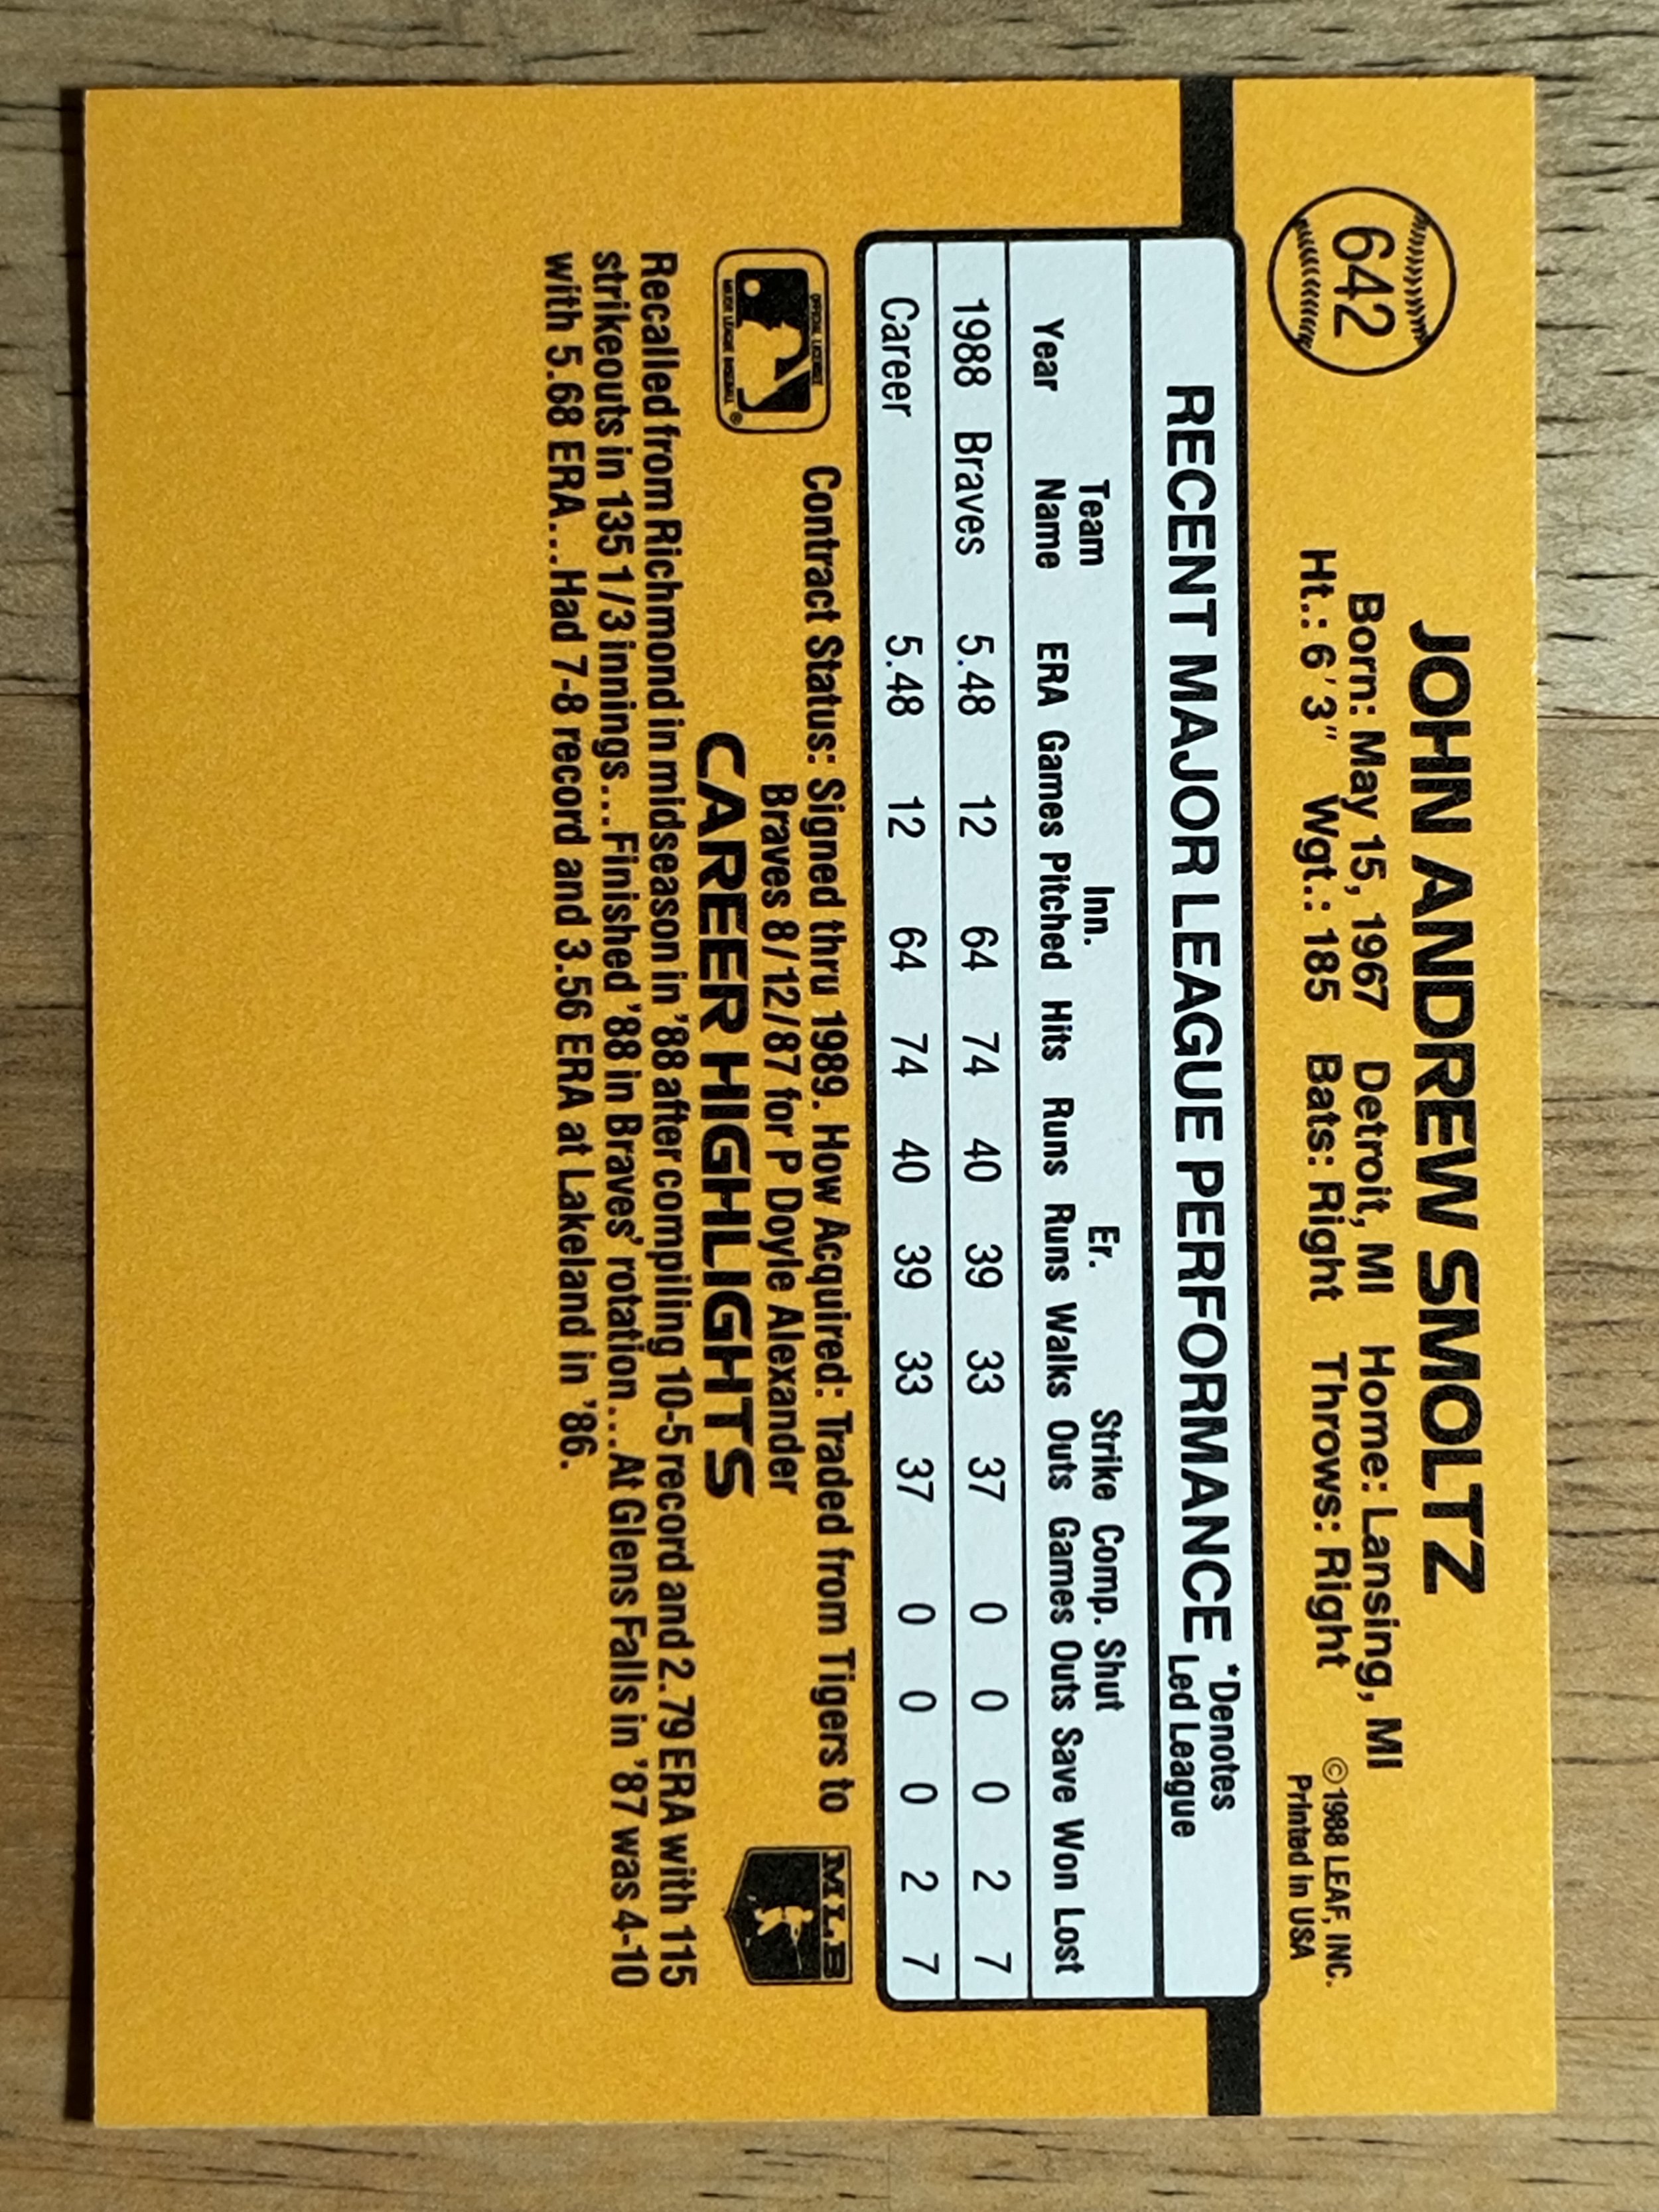 642
JOHN ANDREW SMOLTZ
Born: May 15, 1967 Detroit, MI Home: Lansing, MI
Ht.: 6'3" Wgt.: 185 Bats: Right Throws: Right
©1988 LEAF, INC.
Printed in USA
RECENT MAJOR LEAGUE PERFORMANCE *Denotes
Led League
Team Inn. Er. Strike Comp. Shut
Year Name ERA Games Pitched Hits Runs Runs Walks Outs Games Outs Save Won Lost
1988 Braves 5.48 12 64 74 40 39 33 37 0 0 0 2 7
Career 5.48 12 64 74 40 39 33 37 0 0 0 2 7
OFFICIAL LICENSEE
MAJOR LEAGUE BASEBALL ®
Contract Status: Signed thru 1989. How Acquired: Traded from Tigers to
Braves 8/12/87 for P Doyle Alexander
MLB
CAREER HIGHLIGHTS
Recalled from Richmond in midseason in '88 after compiling 10-5 record and 2.79 ERA with 115
strikeouts in 135 1/3 innings...Finished '88 in Braves' rotation...At Glens Falls in '87 was 4-10
with 5.68 ERA...Had 7-8 record and 3.56 ERA at Lakeland in '86.